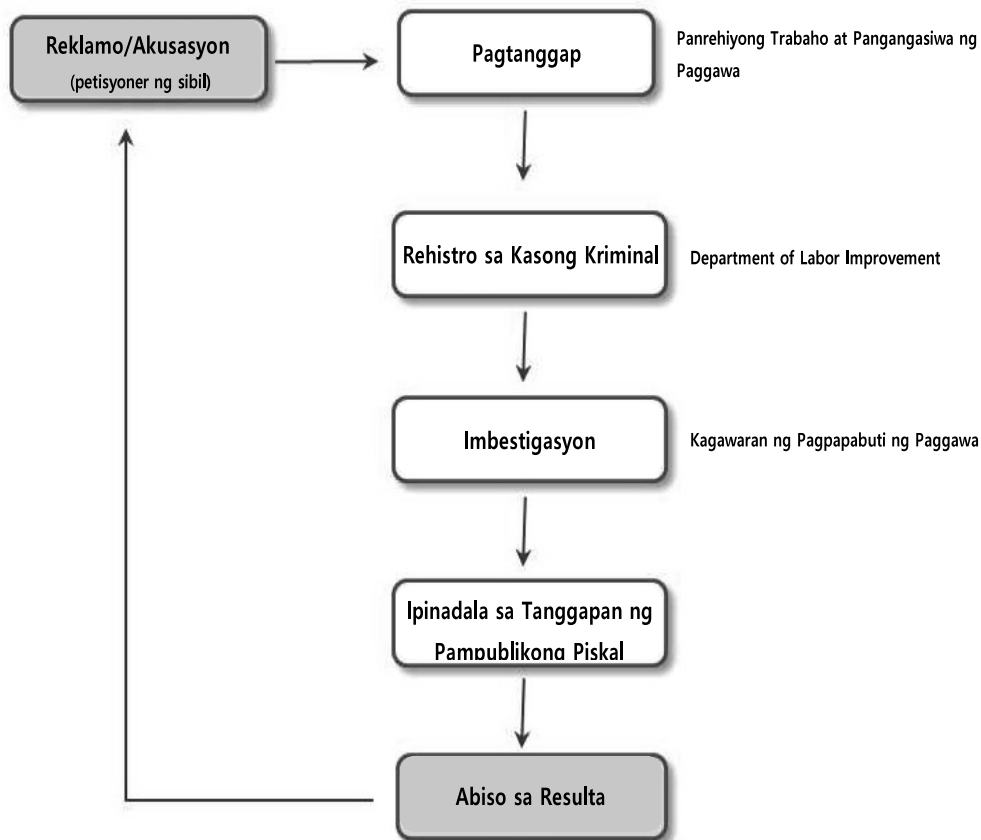 Reklamo/Akusasyon
(petisyoner ng sibil)
Pagtanggap
Panrehiyong Trabaho at Pangangasiwa ng
Paggawa
Rehistro sa Kasong Kriminal
Department of Labor Improvement
Imbestigasyon
Kagawaran ng Pagpapabuti ng Paggawa
Ipinadala sa Tanggapan ng
Pampublikong Piskal
Abiso sa Resulta